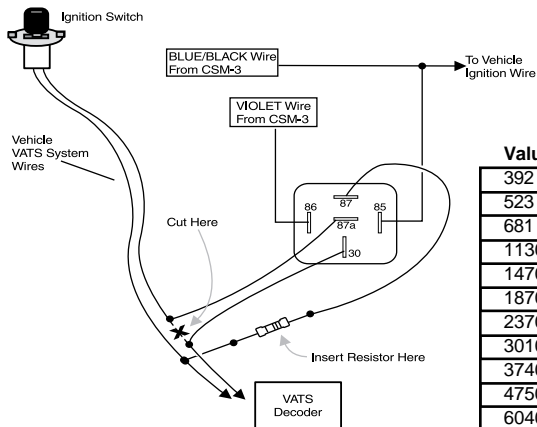 Ignition Switch
BLUE/BLACK Wire
From CSM-3
To Vehicle
Ignition Wire
VIOLET Wire
From CSM-3
Vehicle
VATS System
Wires
Cut Here
86
87
85
87a
30
Insert Resistor Here
VATS
Decoder
392
523
681